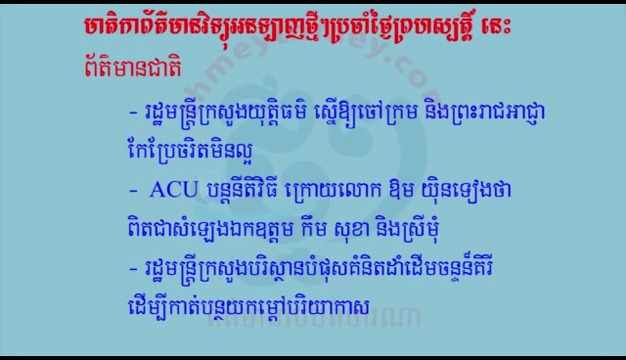 មាតិកាព័ត៌មានវិទ្យុអនឡាញថ្មីៗប្រចាំថ្ងៃព្រហស្បតិ៍ នេះ
ព័ត៌មានជាតិ
- រដ្ឋមន្ត្រីក្រសួងយុត្តិធម៌ ស្នើឱ្យចៅក្រម និងព្រះរាជអាជ្ញា
កែប្រែចរិតមិនល្អ
- ACU បន្តនីតិវិធី ក្រោយលោក ឱម យ៉ិនទៀងថា
ពិតជាសំឡេងឯកឧត្តម កឹម សុខា និងស្រីមុំ
- រដ្ឋមន្ត្រីក្រសួងបរិស្ថានបំផុសគំនិតដាំដើមចន្ទន៍គិរី
ដើម្បីកាត់បន្ថយកម្ដៅបរិយាកាស